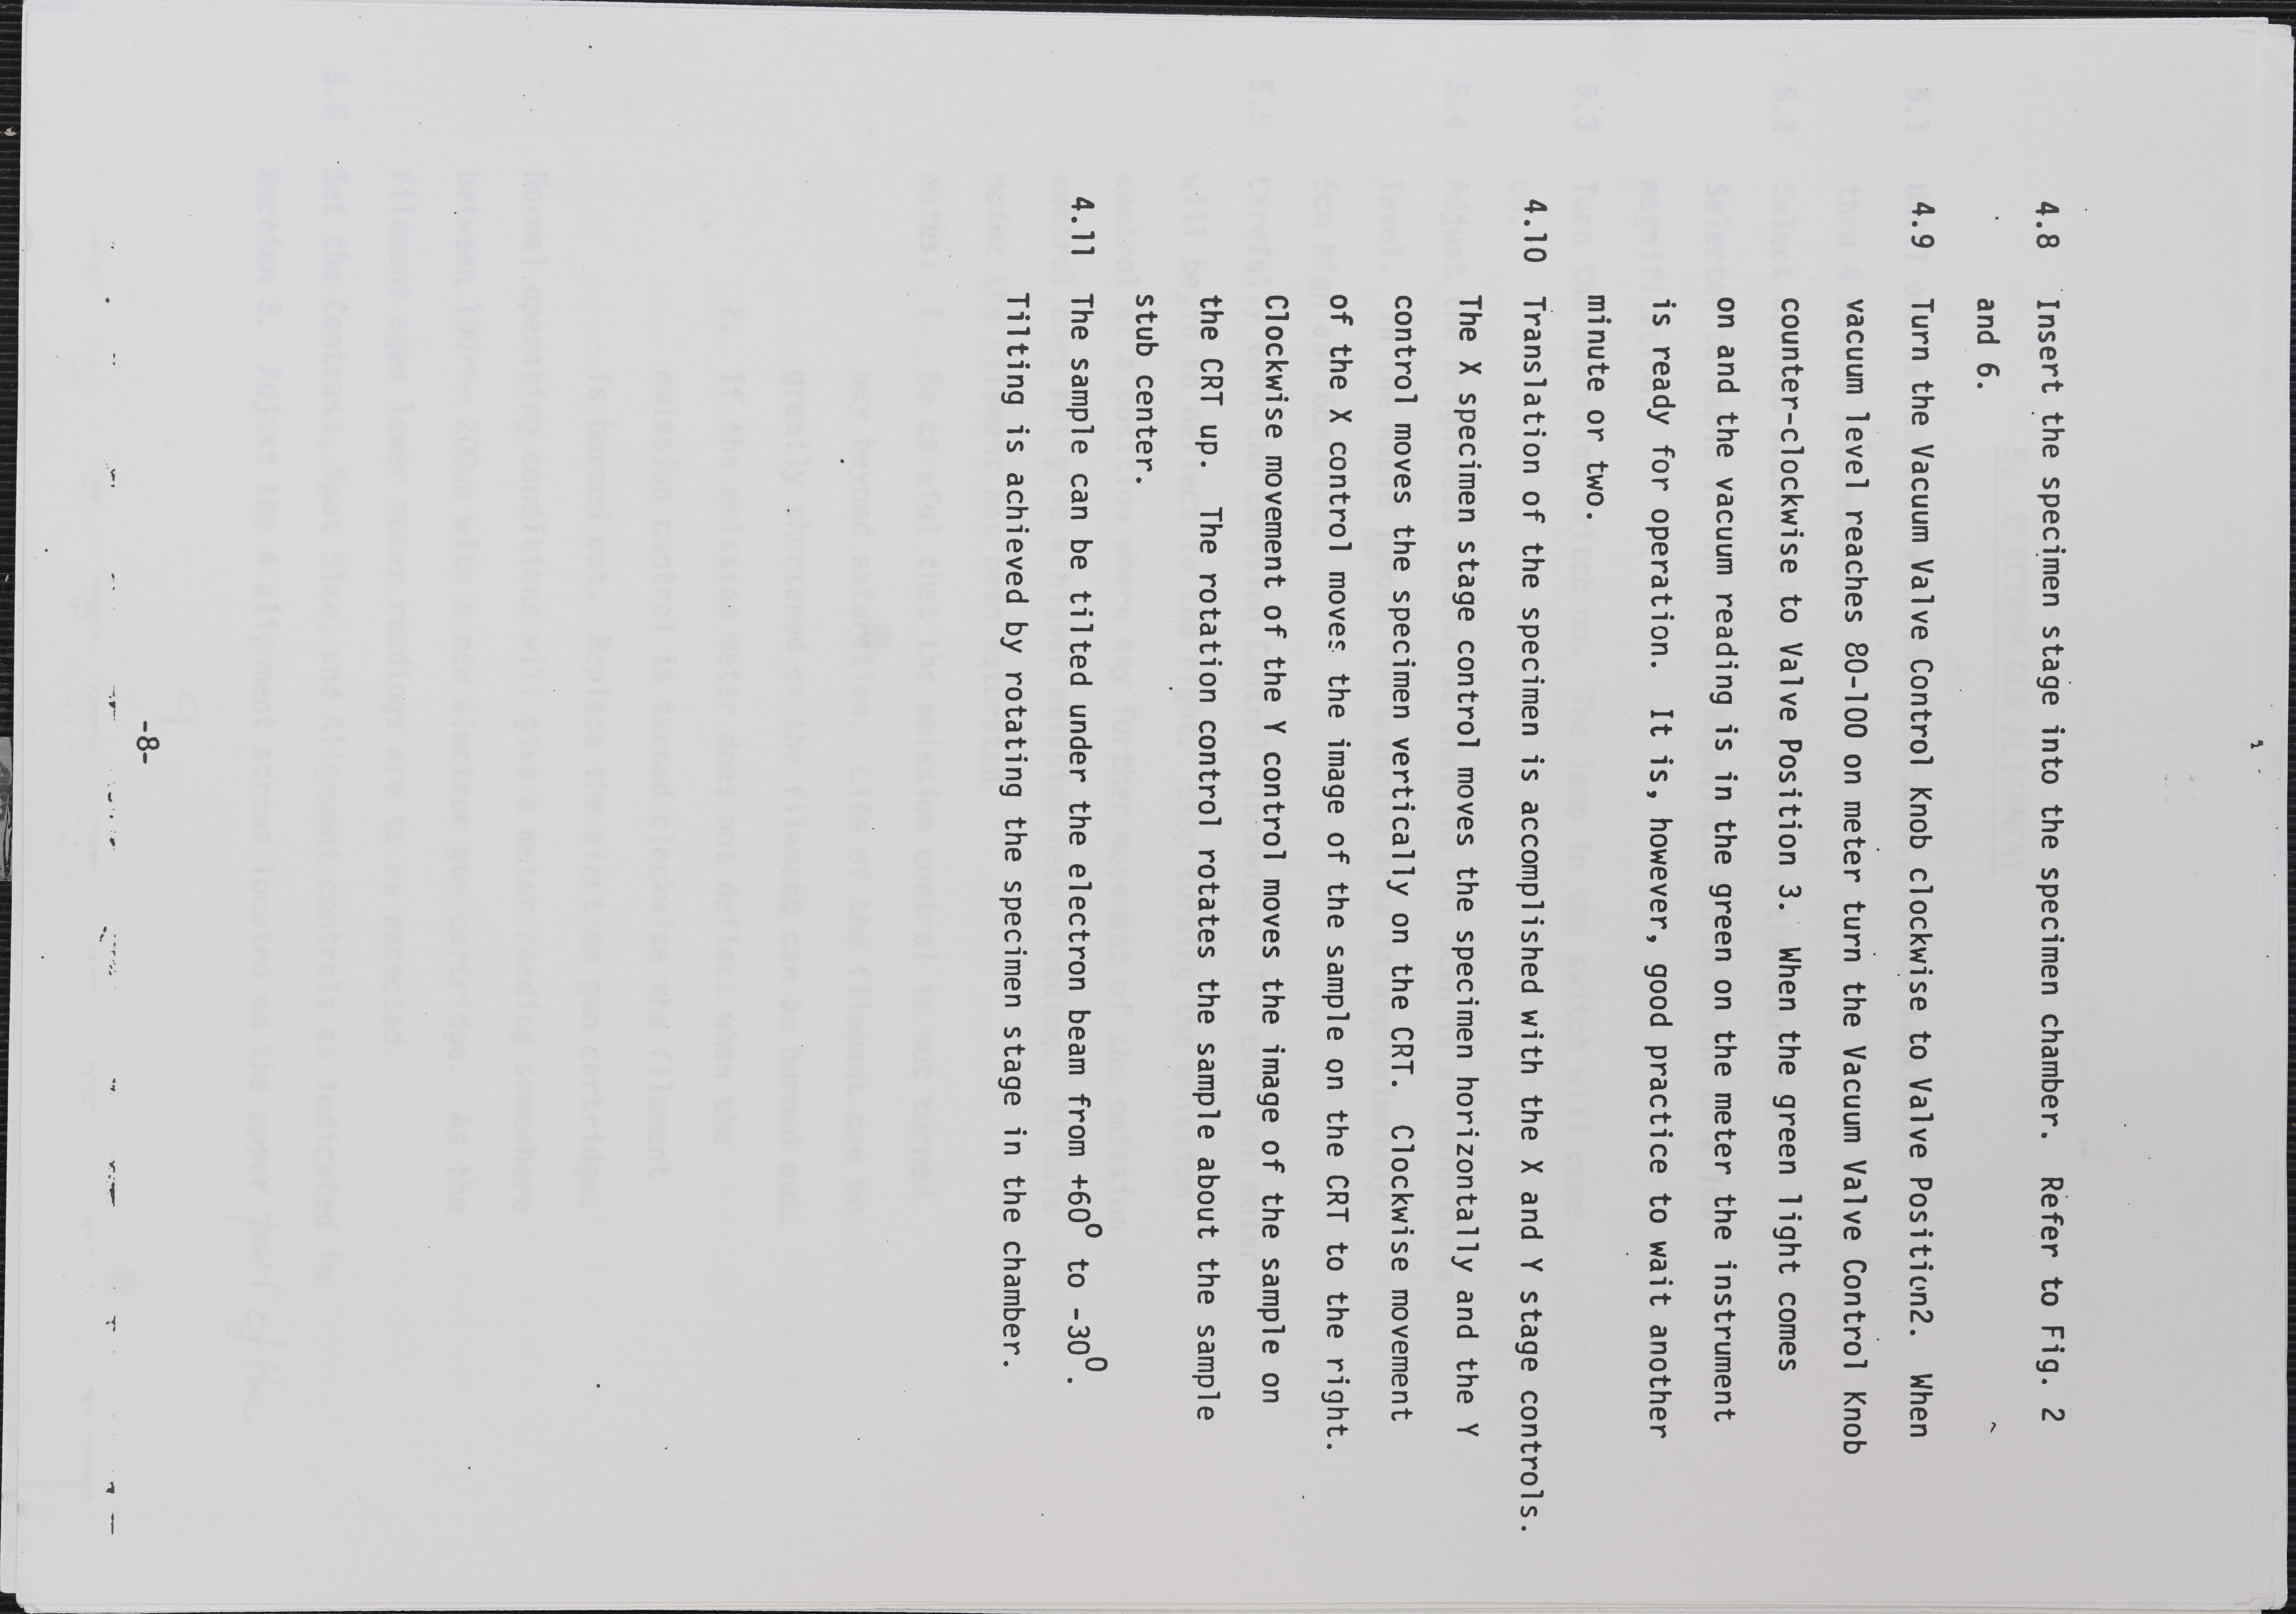 4.8 Insert the specimen stage into the specimen chamber. Refer to Fig. 2
and 6.
4.9 Turn the Vacuum Valve Control Knob clockwise to Valve Position2. When
vacuum level reaches 80-100 on meter turn the Vacuum Valve Control Knob
counter-clockwise to Valve Position 3. When the green light comes
on and the vacuum reading is in the green on the meter the instrument
is ready for operation. It is, however, good practice to wait another
minute or two.
4.10 Translation of the specimen is accomplished with the X and Y stage controls.
The X specimen stage control moves the specimen horizontally and the Y
control moves the specimen vertically on the CRT. Clockwise movement
of the X control moves the image of the sample on the CRT to the right.
Clockwise movement of the Y control moves the image of the sample on
the CRT up. The rotation control rotates the sample about the sample
stub center.
4.11 The sample can be tilted under the electron beam from +60° to -30°.
Tilting is achieved by rotating the specimen stage in the chamber.
-8-